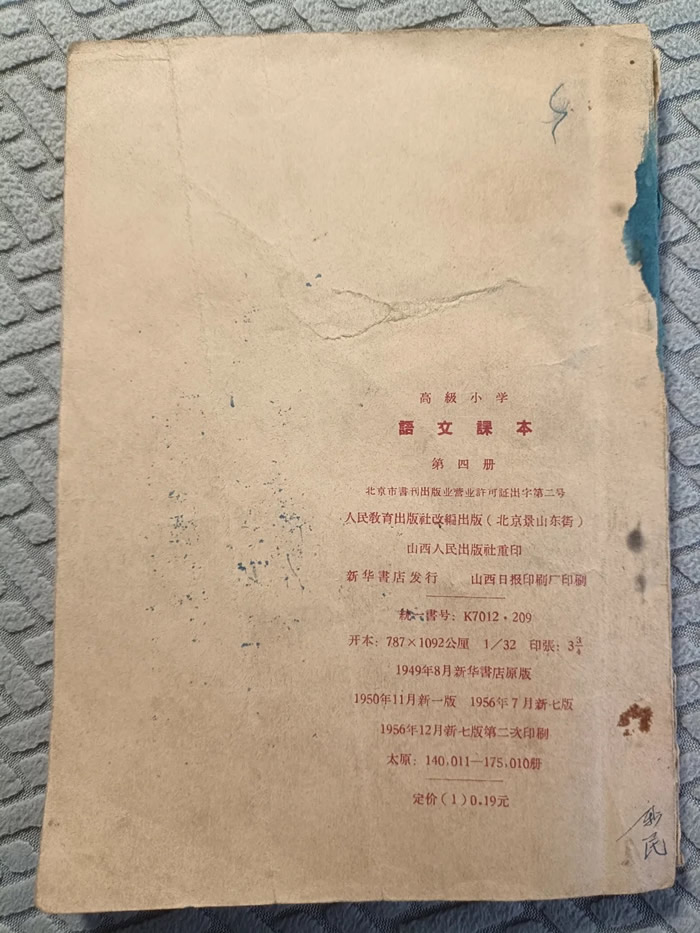 高級小学
語文課本
第四册
北京市書刊出版业营业許可証出字第二号
人民教育出版社改編出版(北京景山东街)
山西人民出版社重印
新华書店发行 山西日报印刷厂印刷
統一書号: K7012·209
开本: 787×1092公厘 1/32 印張: 3¾
1949年8月新华書店原版
1950年11月新一版 1956年7月新七版
1956年12月新七版第二次印刷
太原: 140,011—175,010册
定价(1)0.19元
民